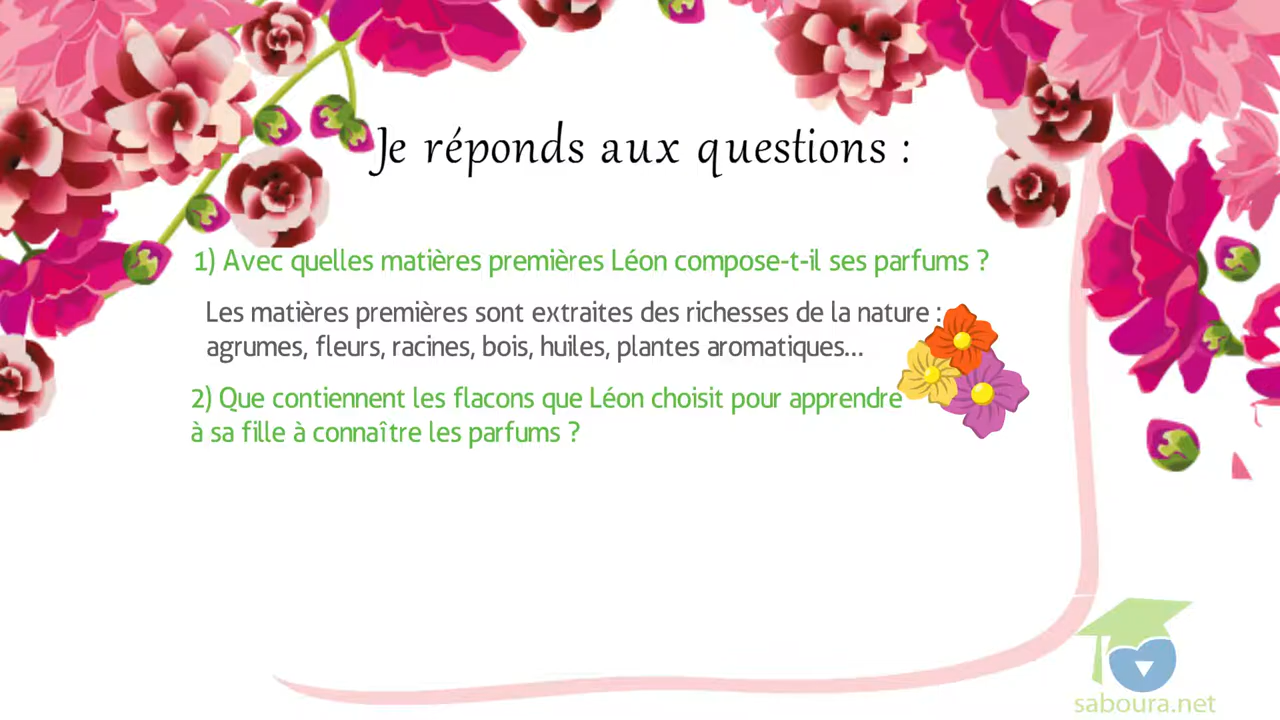 Je réponds aux questions :
1) Avec quelles matières premières Léon compose-t-il ses parfums ?
Les matières premières sont extraites des richesses de la nature :
agrumes, fleurs, racines, bois, huiles, plantes aromatiques...
2) Que contiennent les flacons que Léon choisit pour apprendre
à sa fille à connaître les parfums ?
saboura.net